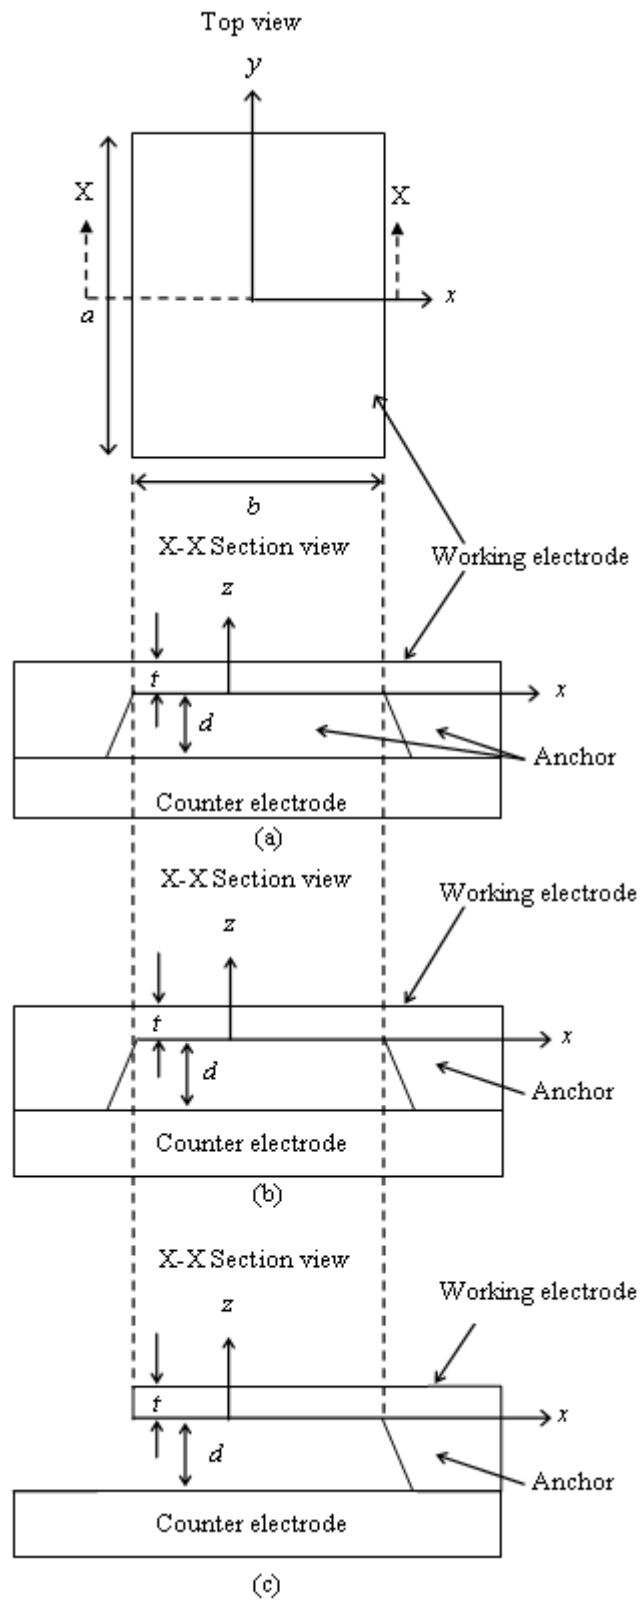 Top view
y
X
X
x
a
b
X-X Section view
Working electrode
z
t
x
d
Anchor
Counter electrode
(a)
X-X Section view
Working electrode
z
t
x
d
Anchor
Counter electrode
(b)
X-X Section view
Working electrode
z
t
x
d
Anchor
Counter electrode
(c)